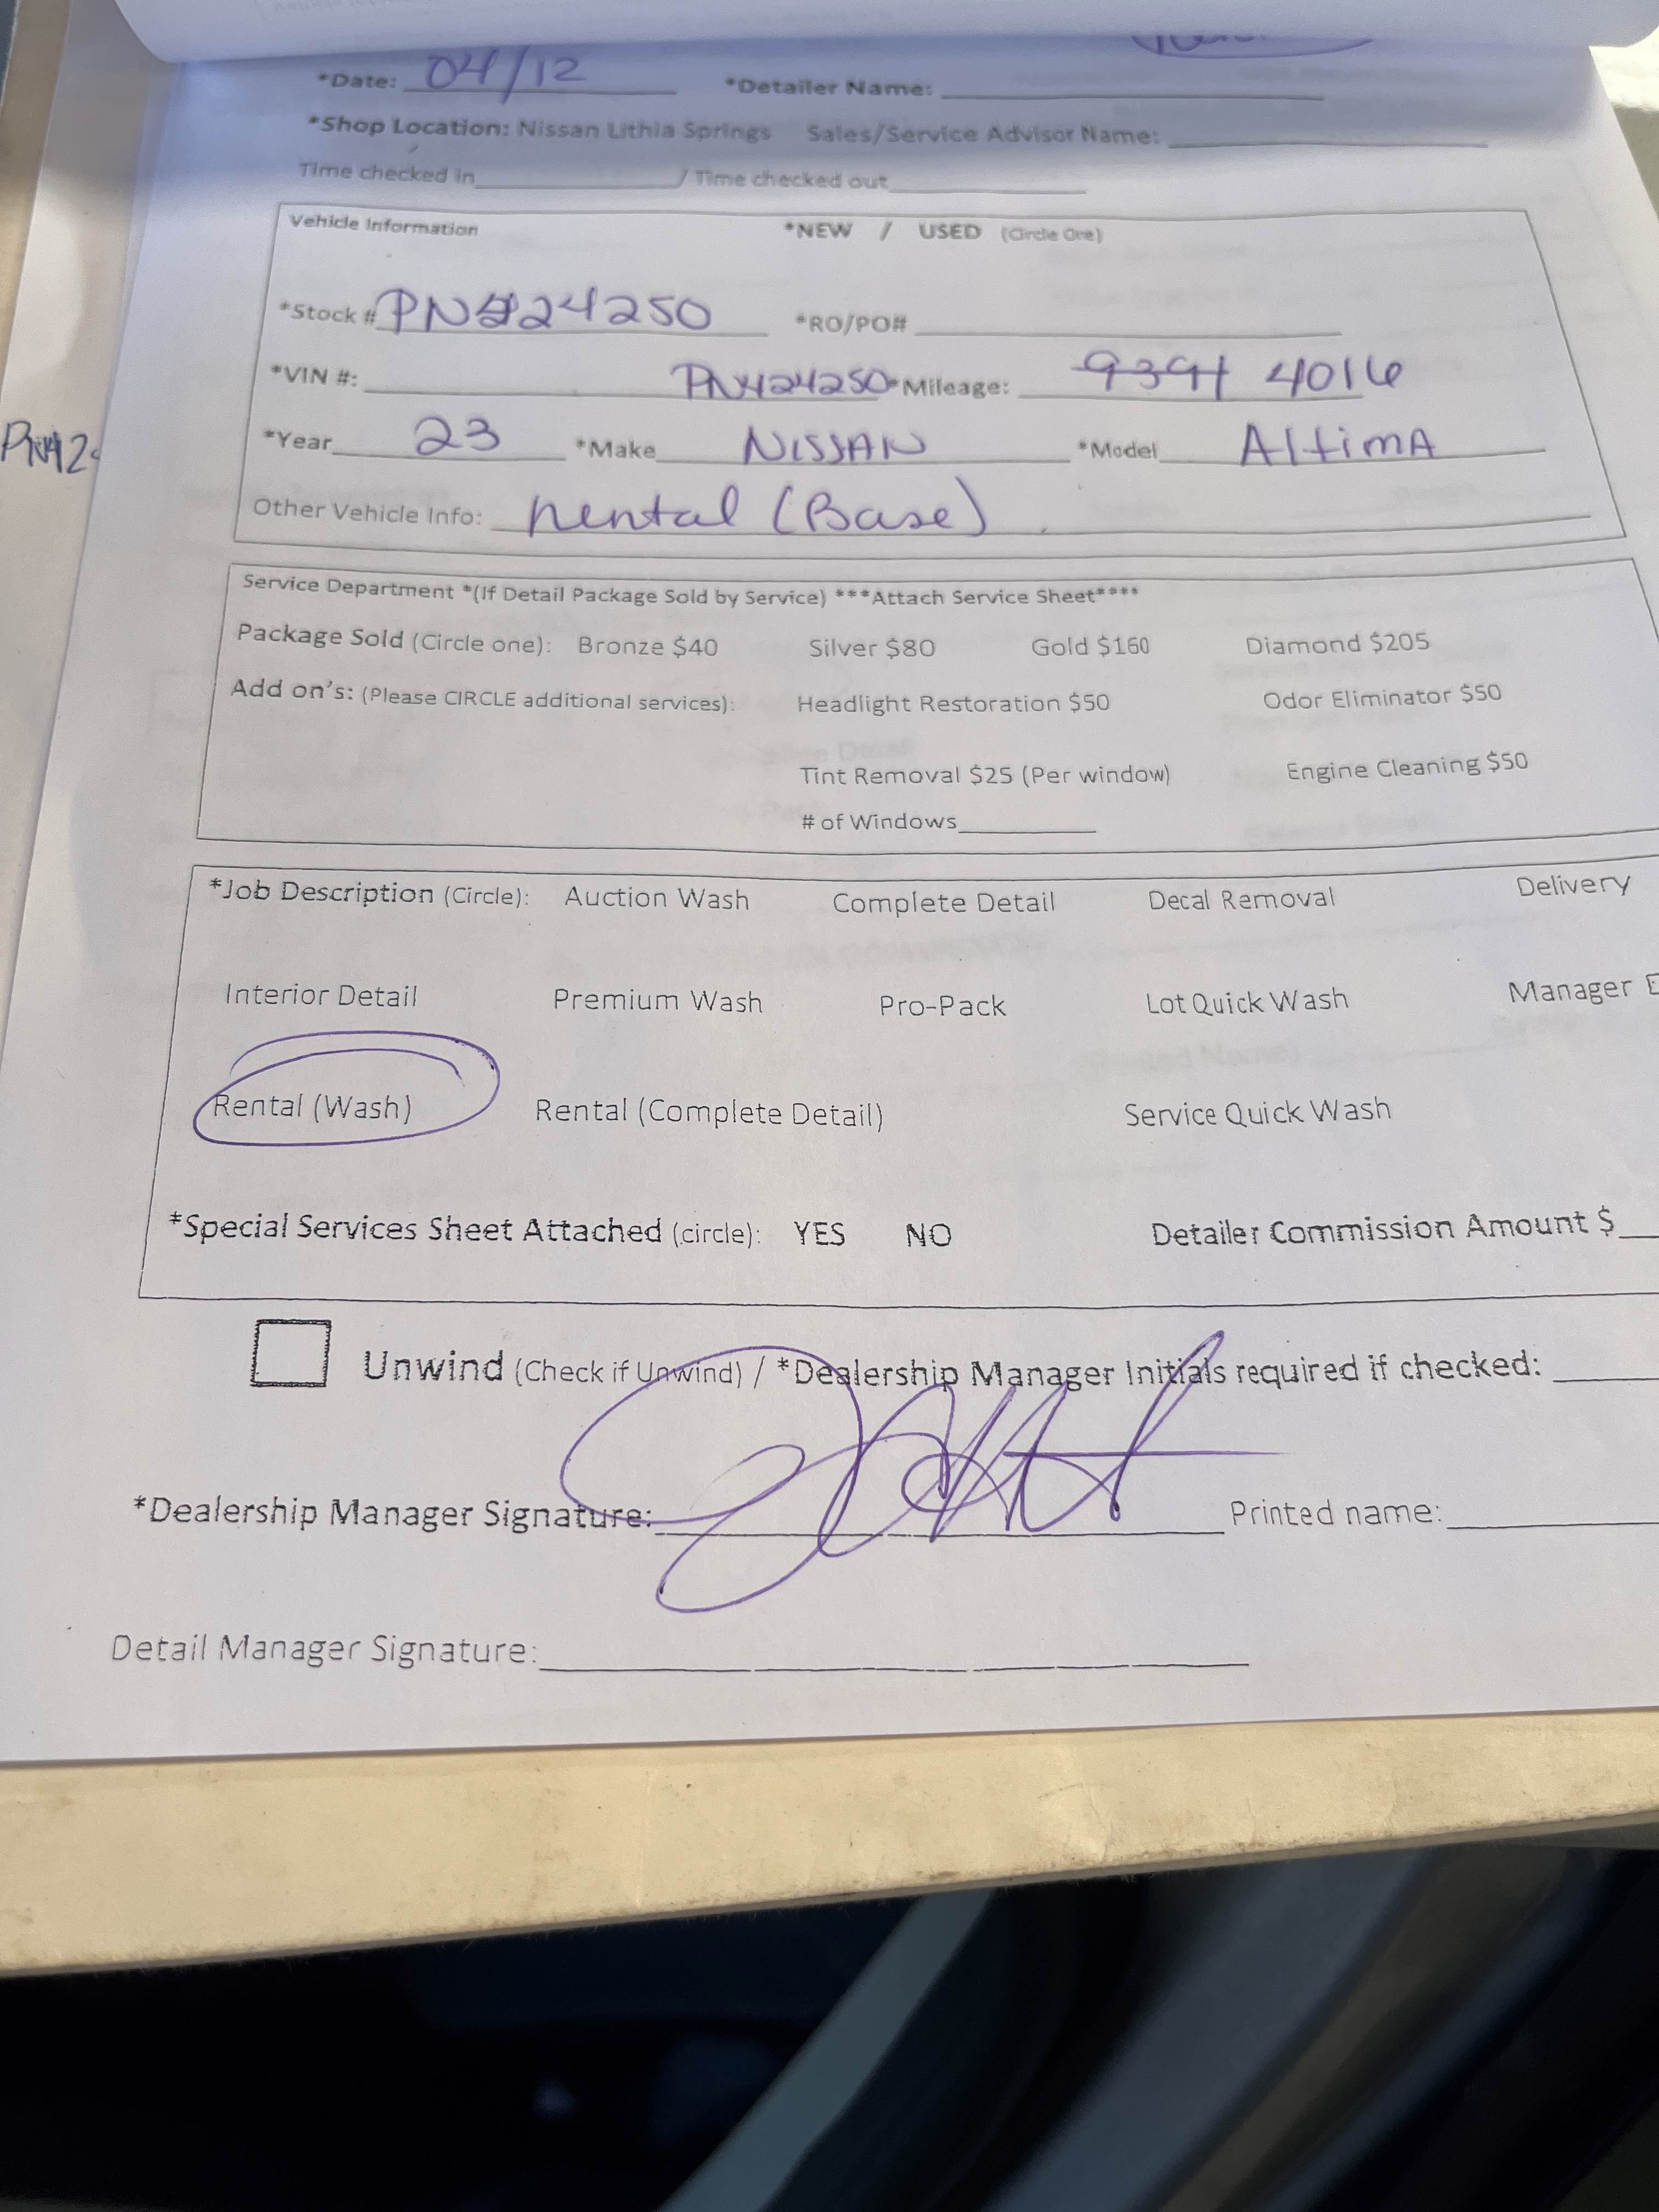 *Date: 04/12 *Detailer Name:
*Shop Location: Nissan Lithia Springs Sales/Service Advisor Name:
Time checked in / Time checked out
Vehicle Information *NEW / USED (Circle One)
*Stock # PN424250 *RO/PO#
*VIN #: PN424250 *Mileage: 9391 4016
PN42
*Year 23 *Make NISSAN *Model AltimA
Other Vehicle Info: Rental (Base)
Service Department *(If Detail Package Sold by Service) ***Attach Service Sheet****
Package Sold (Circle one): Bronze $40 Silver $80 Gold $160 Diamond $205
Add on's: (Please CIRCLE additional services): Headlight Restoration $50 Odor Eliminator $50
Tint Removal $25 (Per window) Engine Cleaning $50
# of Windows
*Job Description (Circle): Auction Wash Complete Detail Decal Removal Delivery
Interior Detail Premium Wash Pro-Pack Lot Quick Wash Manager
Rental (Wash) Rental (Complete Detail) Service Quick Wash
*Special Services Sheet Attached (circle): YES NO Detailer Commission Amount $
Unwind (Check if Unwind) / *Dealership Manager Initials required if checked:
*Dealership Manager Signature: Printed name:
Detail Manager Signature: